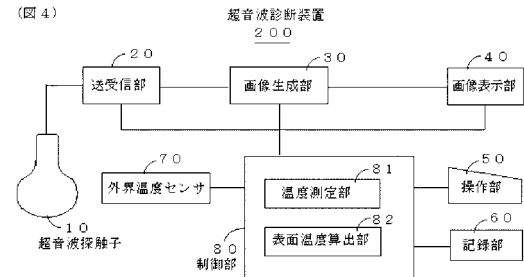 (図4)
超音波診断装置
200
20
送受信部
30
画像生成部
40
画像表示部
70
外界温度センサ
81
温度測定部
82
表面温度算出部
50
操作部
60
記録部
10
超音波探触子
80
制御部